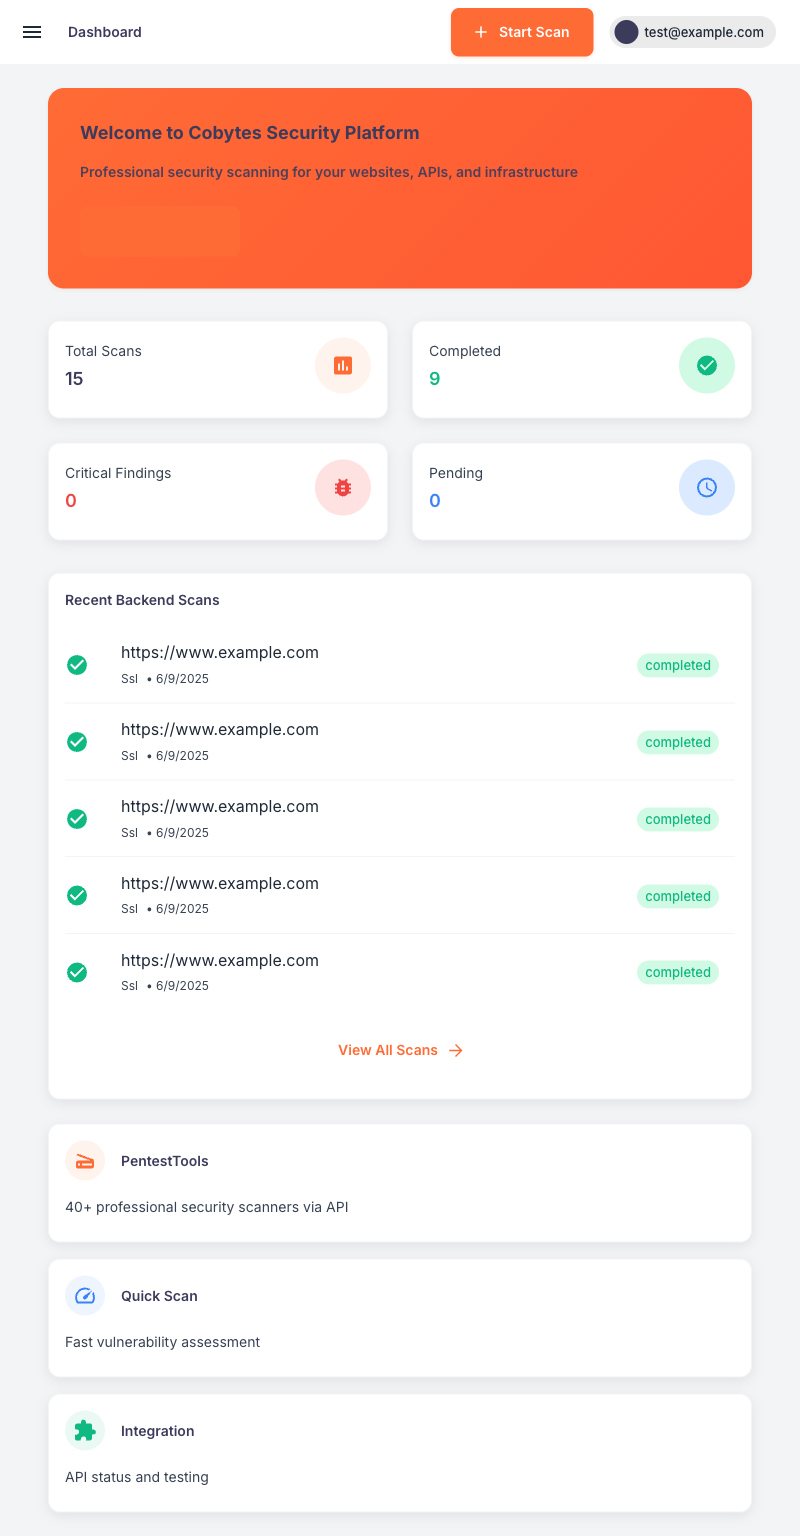 Dashboard
Start Scan
test@example.com
Welcome to Cobytes Security Platform
Professional security scanning for your websites, APIs, and infrastructure
Total Scans
15
Completed
9
Critical Findings
0
Pending
0
Recent Backend Scans
https://www.example.com
Ssl • 6/9/2025
completed
https://www.example.com
Ssl • 6/9/2025
completed
https://www.example.com
Ssl • 6/9/2025
completed
https://www.example.com
Ssl • 6/9/2025
completed
https://www.example.com
Ssl • 6/9/2025
completed
View All Scans
PentestTools
40+ professional security scanners via API
Quick Scan
Fast vulnerability assessment
Integration
API status and testing